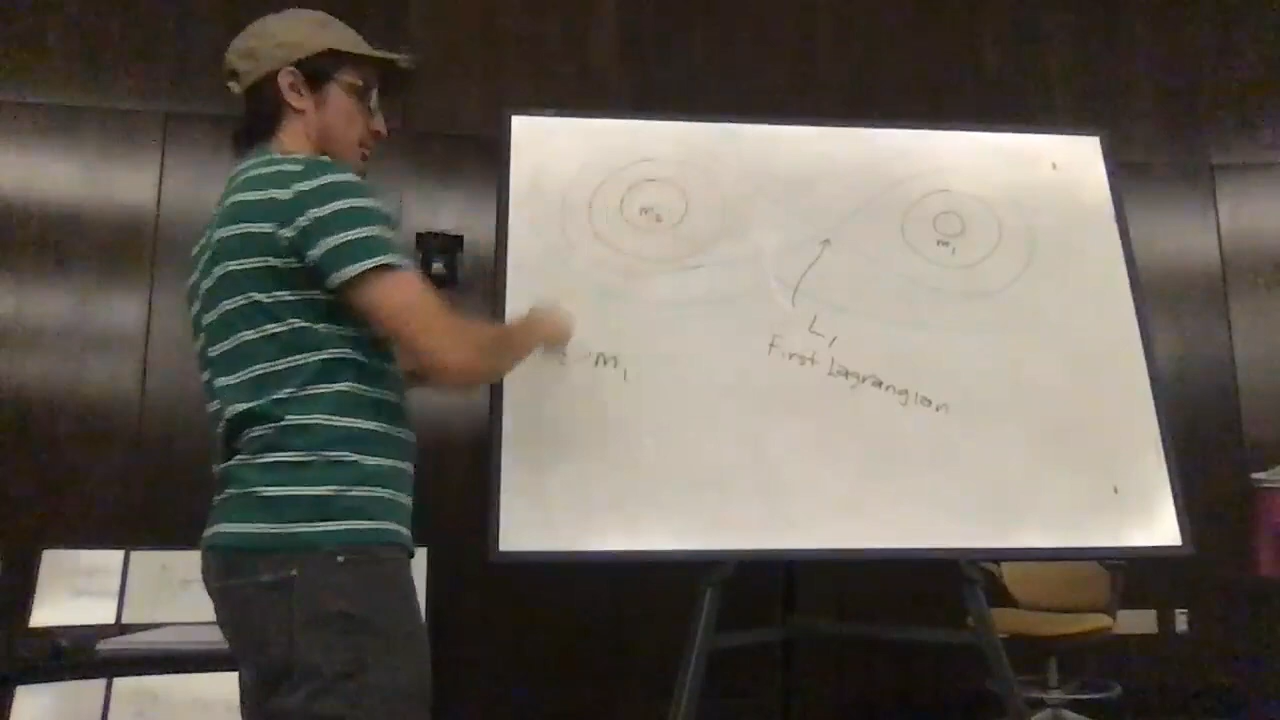 m₂
m₁
m₁
L₁
First Lagrangian